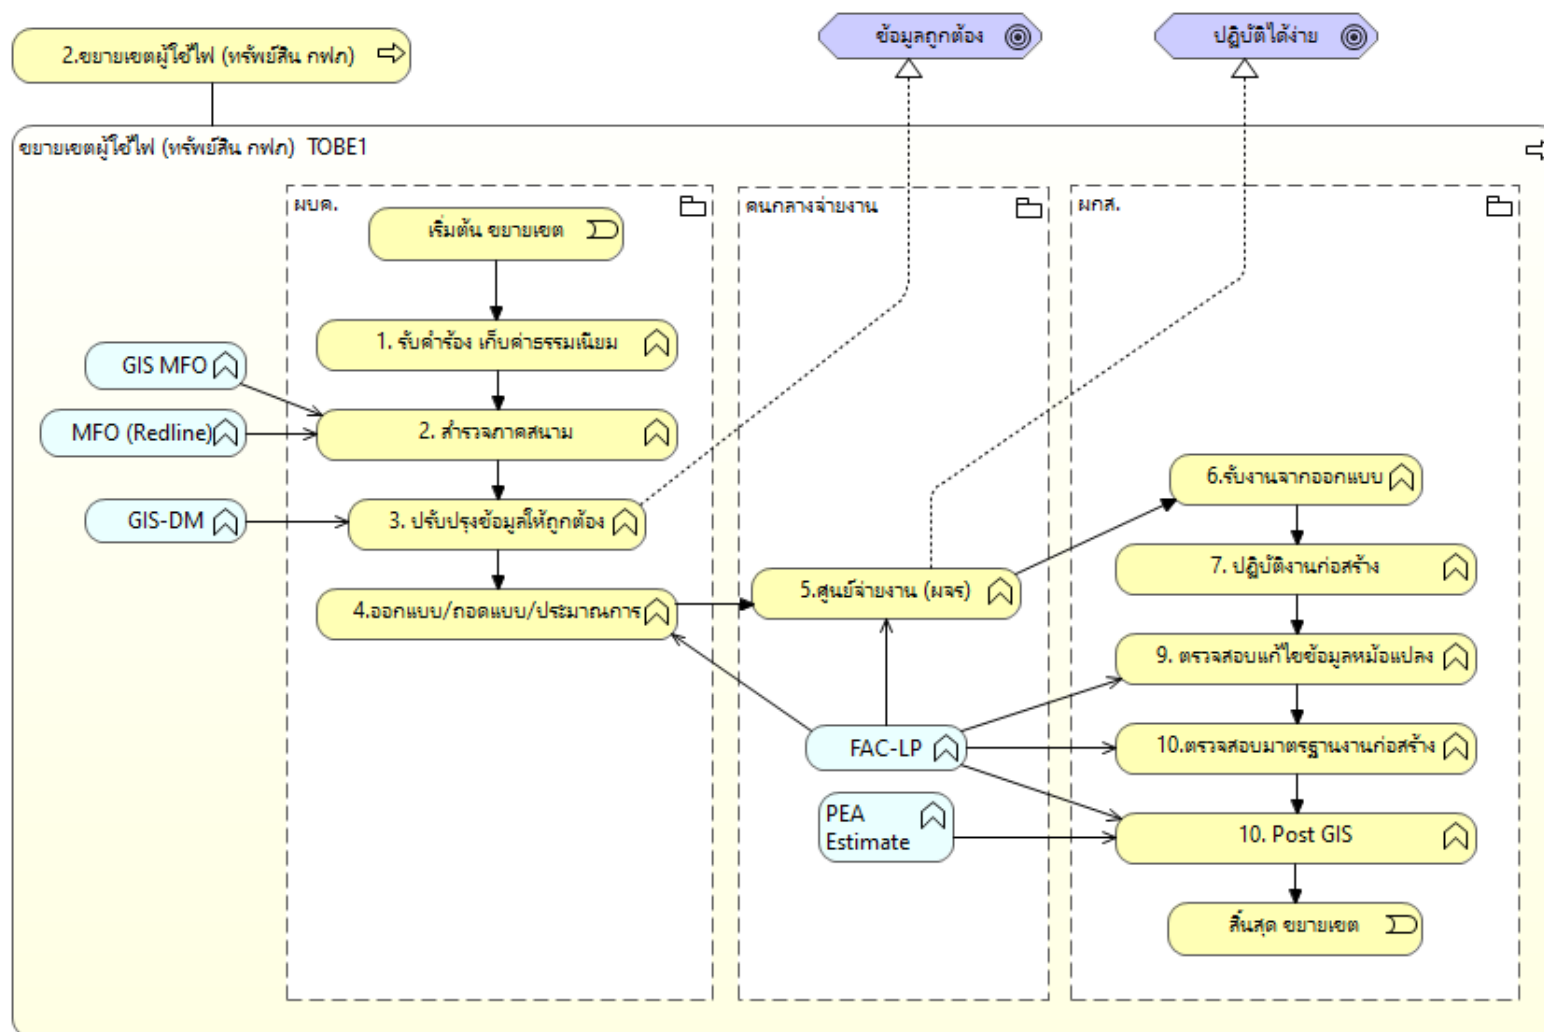 ข้อมูลถูกต้อง
ปฏิบัติได้ง่าย
2.ขยายเขตผู้ใช้ไฟ (ทรัพย์สิน กฟภ)
ขยายเขตผู้ใช้ไฟ (ทรัพย์สิน กฟภ) TOBE1
ผบค.
คนกลางจ่ายงาน
ผกส.
เริ่มต้น ขยายเขต
1. รับคำร้อง เก็บค่าธรรมเนียม
GIS MFO
MFO (Redline)
2. สำรวจภาคสนาม
6.รับงานจากออกแบบ
GIS-DM
3. ปรับปรุงข้อมูลให้ถูกต้อง
7. ปฏิบัติงานก่อสร้าง
5.ศูนย์จ่ายงาน (ผจร)
4.ออกแบบ/ถอดแบบ/ประมาณการ
9. ตรวจสอบแก้ไขข้อมูลหม้อแปลง
FAC-LP
10.ตรวจสอบมาตรฐานงานก่อสร้าง
PEA
Estimate
10. Post GIS
สิ้นสุด ขยายเขต